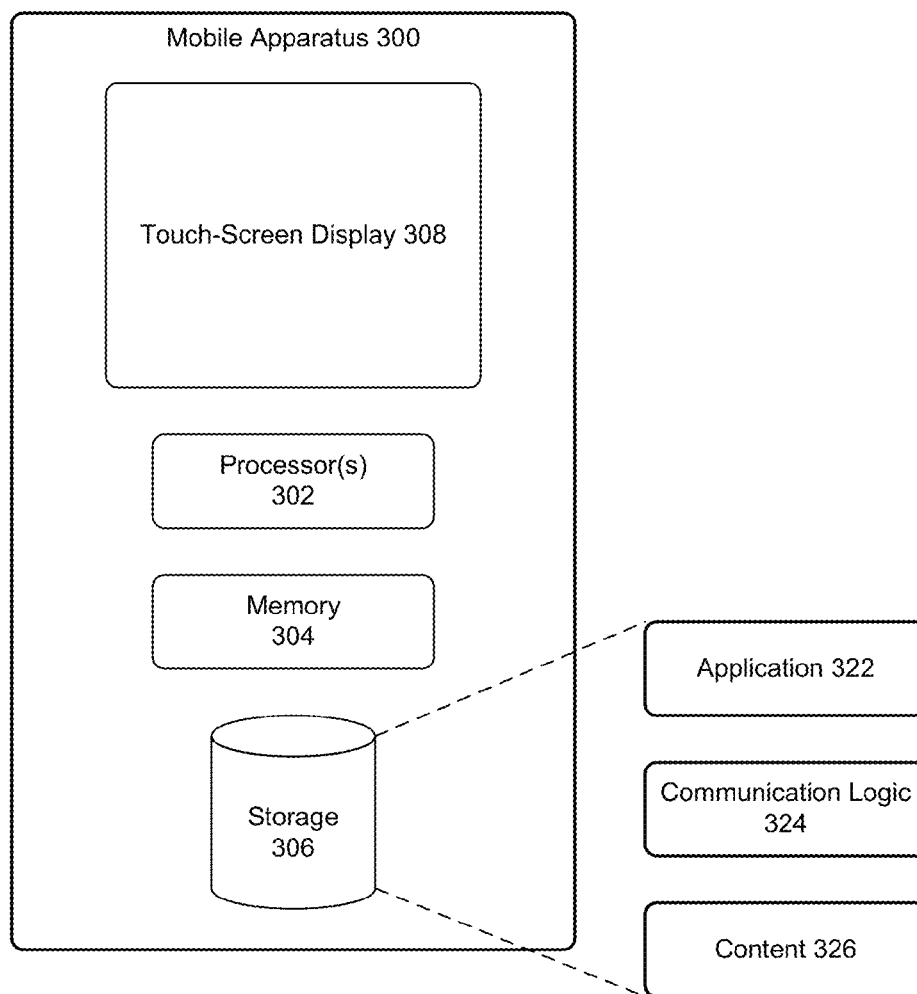 Mobile Apparatus 300
Touch-Screen Display 308
Processor(s)
302
Memory
304
Storage
306
Application 322
Communication Logic
324
Content 326